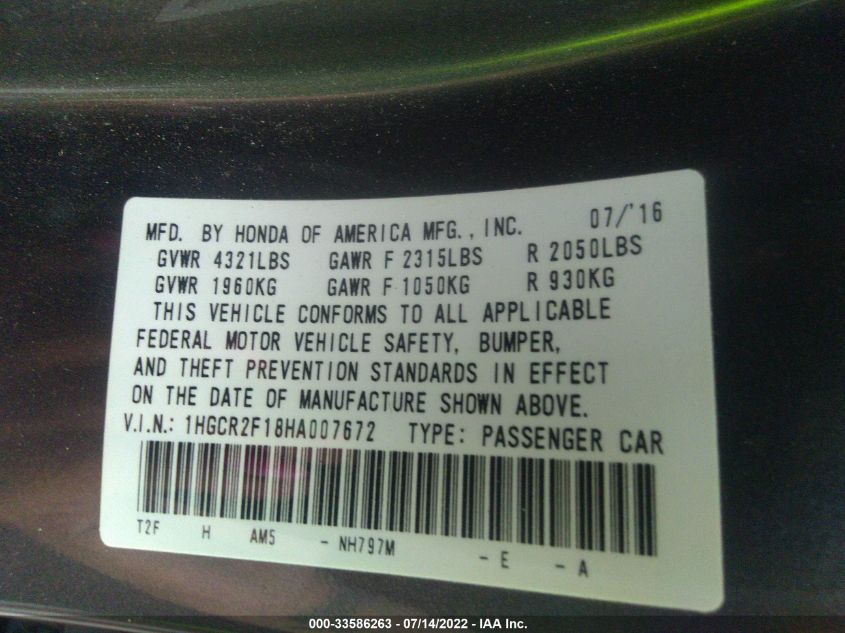 MFD. BY HONDA OF AMERICA MFG., INC. 07/'16
GVWR 4321LBS GAWR F 2315LBS R 2050LBS
GVWR 1960KG GAWR F 1050KG R 930KG
THIS VEHICLE CONFORMS TO ALL APPLICABLE
FEDERAL MOTOR VEHICLE SAFETY, BUMPER,
AND THEFT PREVENTION STANDARDS IN EFFECT
ON THE DATE OF MANUFACTURE SHOWN ABOVE.
V.I.N.: 1HGCR2F18HA007672 TYPE: PASSENGER CAR
T2F H AM5 - NH797M - E - A
000-33586263 - 07/14/2022 - IAA Inc.